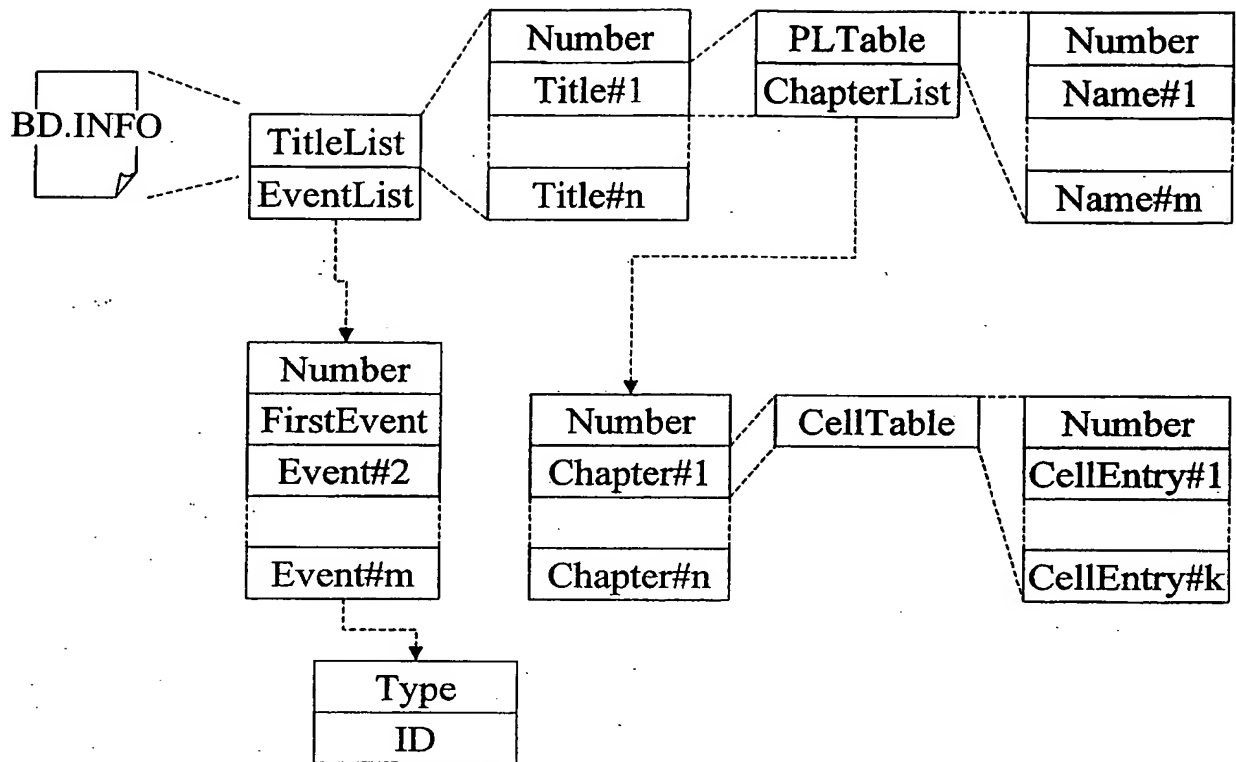 BD.INFO
TitleList
EventList
Number
Title#1
Title#n
PLTable
ChapterList
Number
Name#1
Name#m
Number
FirstEvent
Event#2
Event#m
Number
Chapter#1
Chapter#n
CellTable
Number
CellEntry#1
CellEntry#k
Type
ID